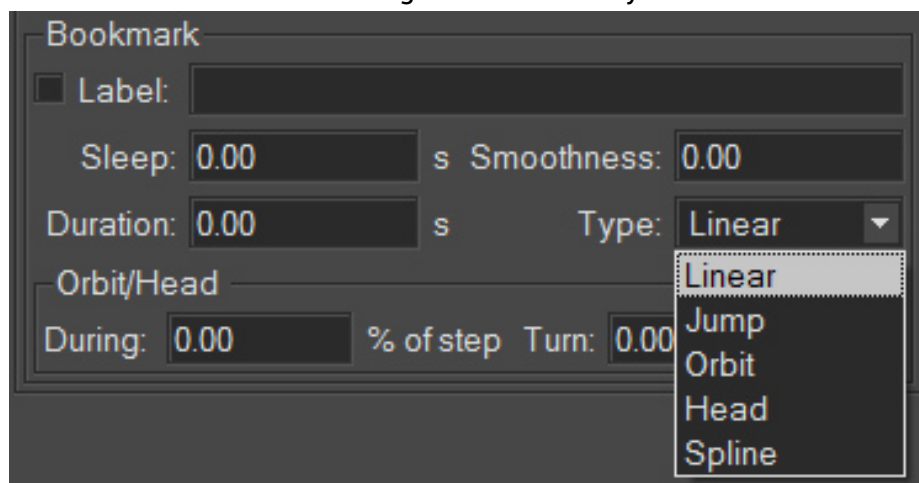 Bookmark
Label:
Sleep: 0.00 s Smoothness: 0.00
Duration: 0.00 s Type: Linear
Orbit/Head
During: 0.00 % of step Turn: 0.00
Linear
Jump
Orbit
Head
Spline